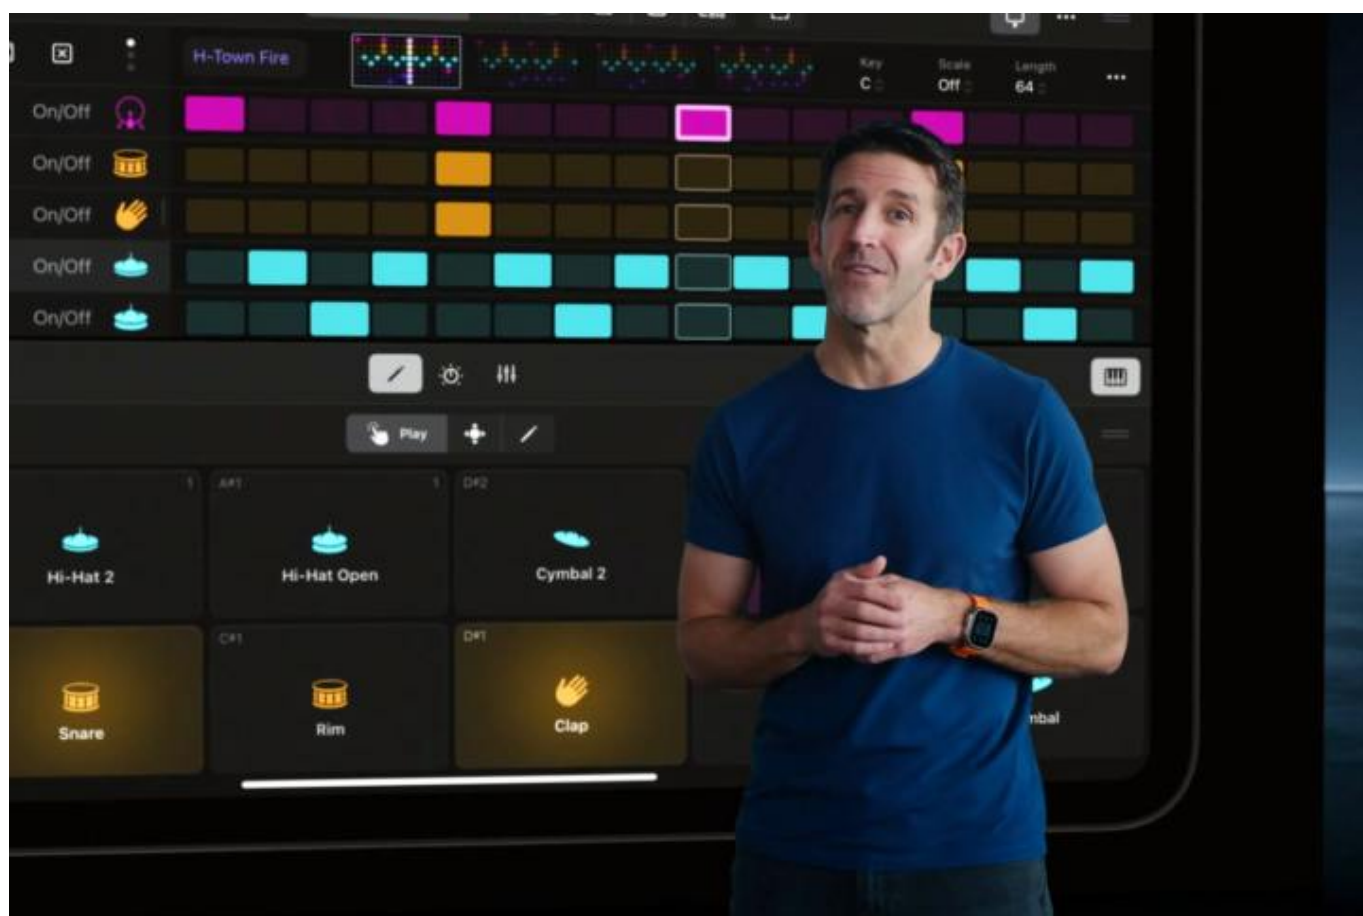 H-Town Fire
Key
Scale
Length
C
Off
64
On/Off
On/Off
On/Off
On/Off
On/Off
Play
1
A#1
1
D#2
Hi-Hat 2
Hi-Hat Open
Cymbal 2
C#1
D#1
Snare
Rim
Clap
mbal